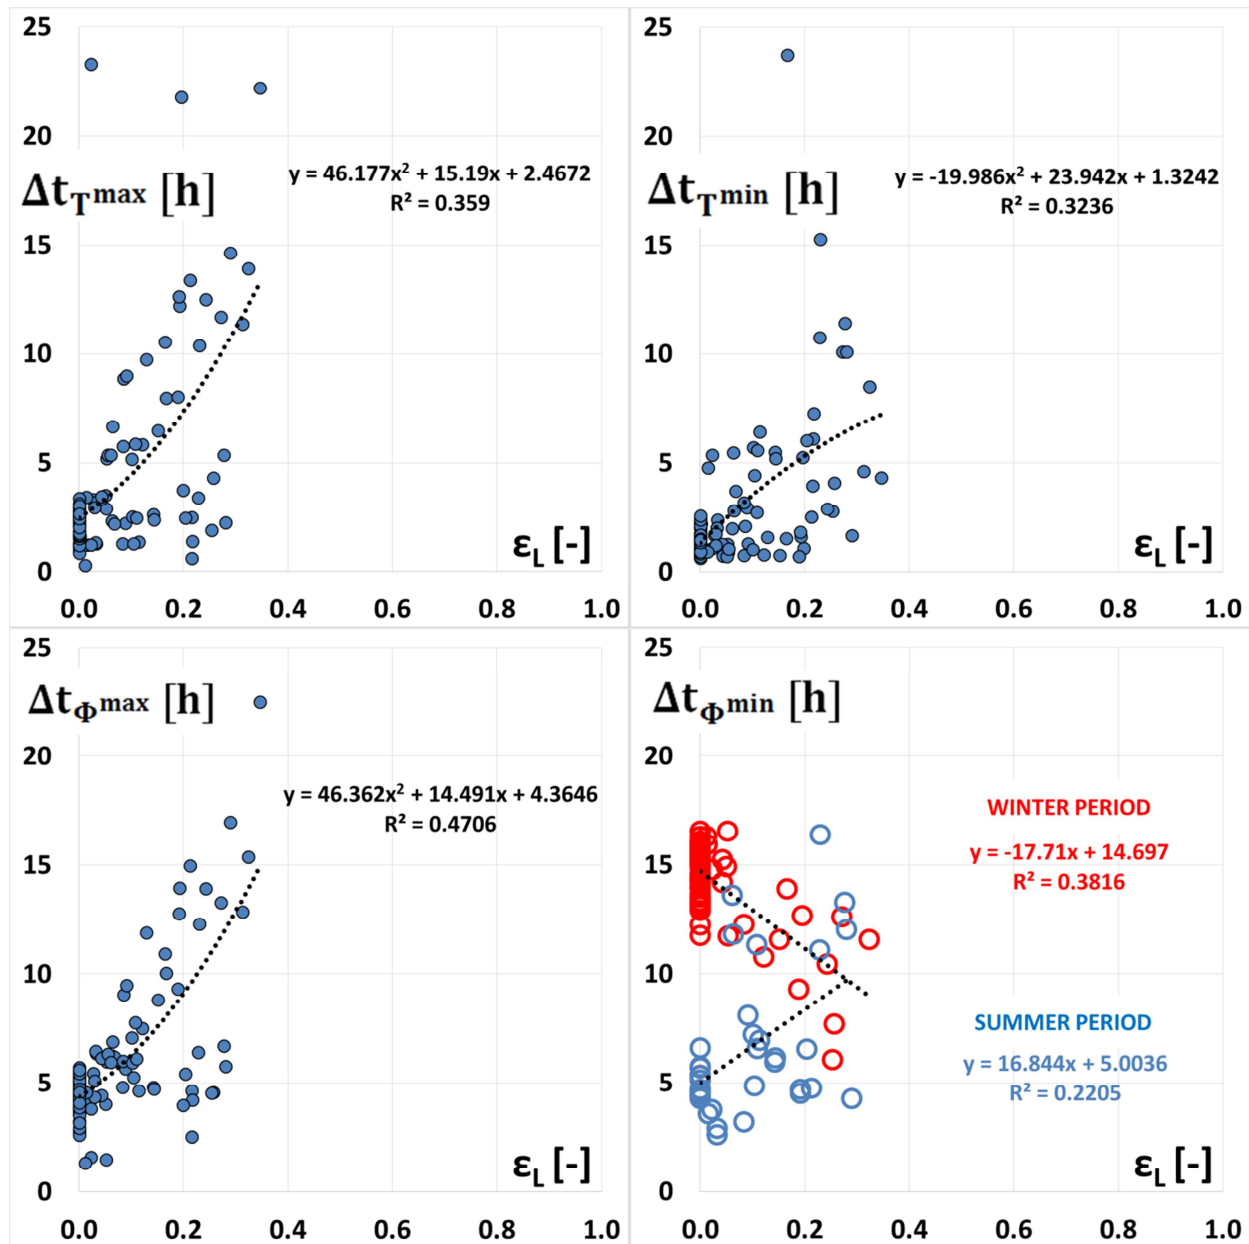 25
20
Δt_T^max [h]
y = 46.177x² + 15.19x + 2.4672
R² = 0.359
15
10
5
0
ε_L [-]
0.0 0.2 0.4 0.6 0.8 1.0
25
20
Δt_T^min [h]
y = -19.986x² + 23.942x + 1.3242
R² = 0.3236
15
10
5
0
ε_L [-]
0.0 0.2 0.4 0.6 0.8 1.0
25
Δt_Φ^max [h]
20
y = 46.362x² + 14.491x + 4.3646
R² = 0.4706
15
10
5
0
ε_L [-]
0.0 0.2 0.4 0.6 0.8 1.0
25
Δt_Φ^min [h]
20
WINTER PERIOD
y = -17.71x + 14.697
R² = 0.3816
15
10
SUMMER PERIOD
y = 16.844x + 5.0036
R² = 0.2205
5
0
ε_L [-]
0.0 0.2 0.4 0.6 0.8 1.0